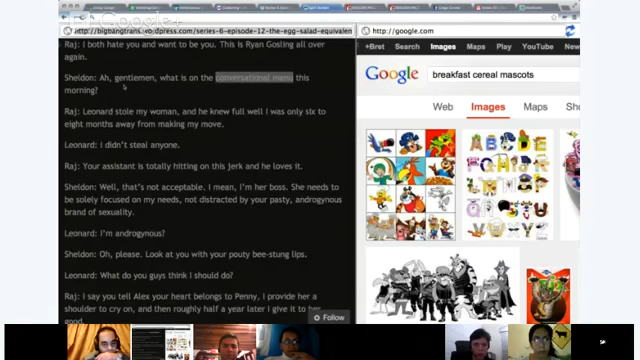 http://bigbangtrans.wordpress.com/series-6-episode-12-the-egg-salad-equivalen
http://google.com
Raj: I both hate you and want to be you. This is Ryan Gosling all over
again.
Sheldon: Ah, gentlemen, what is on the conversational menu this
morning?
Raj: Leonard stole my woman, and he knew full well I was only six to
eight months away from making my move.
Leonard: I didn't steal anyone.
Raj: Your assistant is totally hitting on this jerk and he loves it.
Sheldon: Well, that's not acceptable. I mean, I'm her boss. She needs to
be solely focused on my needs, not distracted by your pasty, androgynous
brand of sexuality.
Leonard: I'm androgynous?
Sheldon: Oh, please. Look at you with your pouty bee-stung lips.
Leonard: What do you guys think I should do?
Raj: I say you tell Alex your heart belongs to Penny, I provide her a
shoulder to cry on, and then roughly half a year later I give it to her
good.
Follow
+Bret Search Images Maps Play
Google breakfast cereal mascots
Web Images Maps Sho